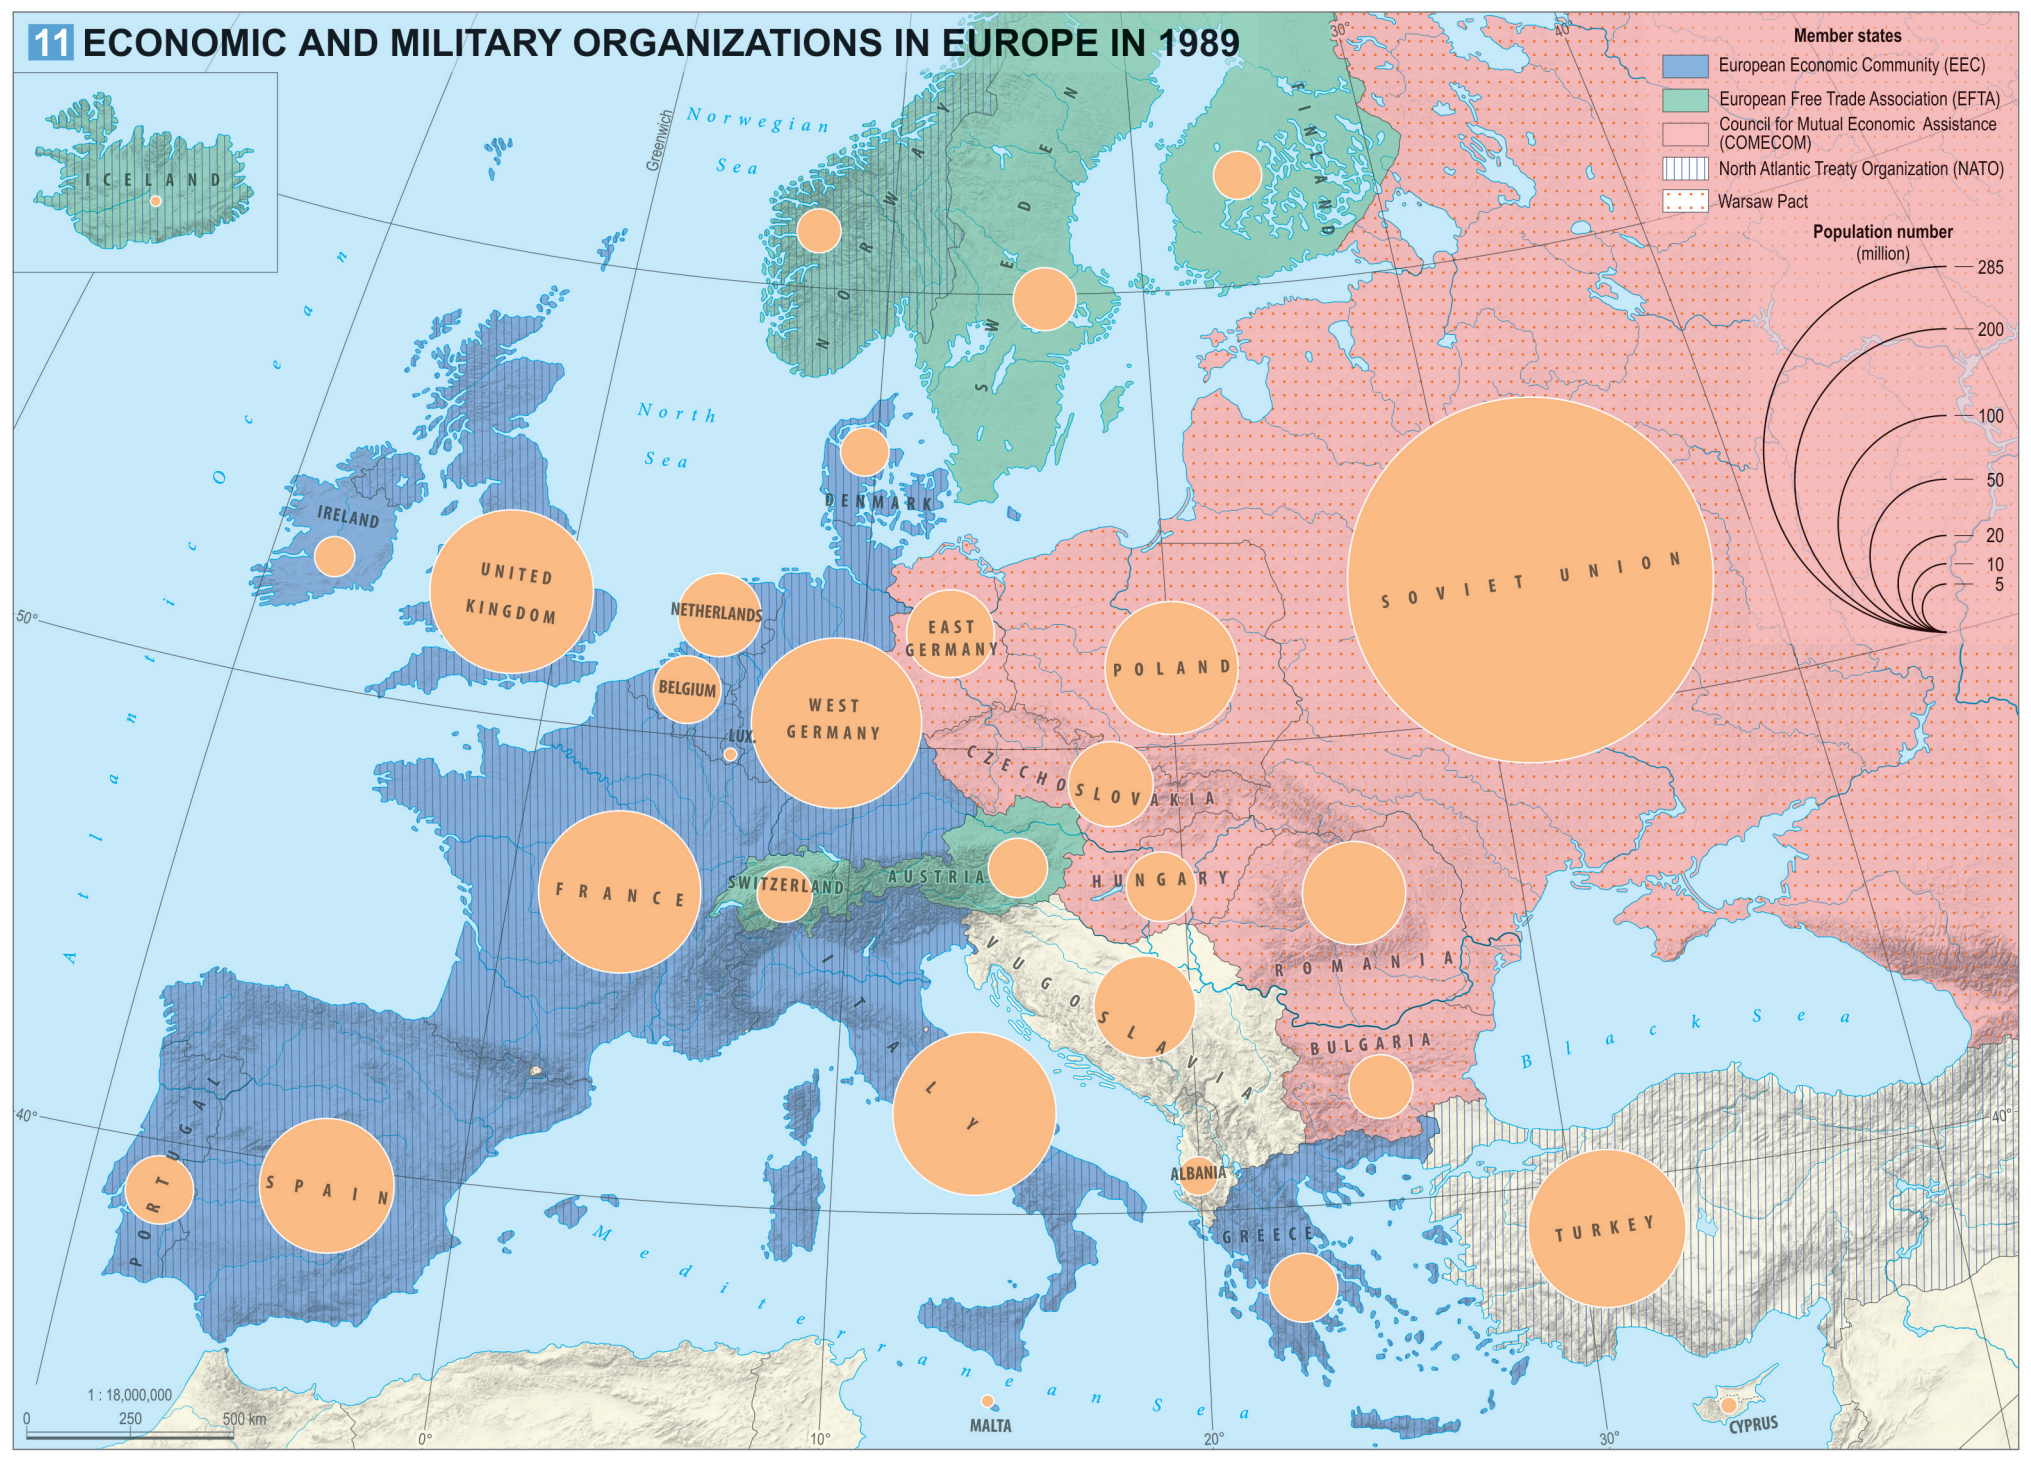 11 ECONOMIC AND MILITARY ORGANIZATIONS IN EUROPE IN 1989
Member states
European Economic Community (EEC)
European Free Trade Association (EFTA)
Council for Mutual Economic Assistance
(COMECOM)
North Atlantic Treaty Organization (NATO)
Warsaw Pact
Population number
(million)
285
200
100
50
20
10
5
30°
40°
Greenwich
Norwegian
Sea
ICELAND
NORWAY
SWEDEN
FINLAND
Atlantic Ocean
North
Sea
DENMARK
IRELAND
UNITED
KINGDOM
NETHERLANDS
BELGIUM
LUX.
EAST
GERMANY
WEST
GERMANY
POLAND
SOVIET UNION
50°
CZECHOSLOVAKIA
FRANCE
SWITZERLAND
AUSTRIA
HUNGARY
ROMANIA
ITALY
YUGOSLAVIA
BULGARIA
Black Sea
40°
40°
PORTUGAL
SPAIN
ALBANIA
GREECE
TURKEY
Mediterranean Sea
MALTA
CYPRUS
1 : 18,000,000
0 250 500 km
0°
10°
20°
30°